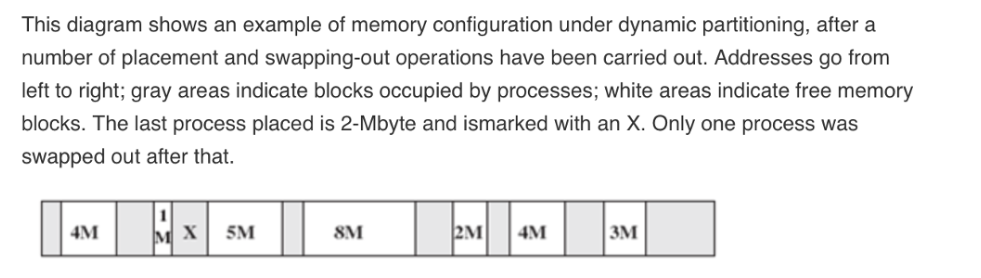 This diagram shows an example of memory configuration under dynamic partitioning, after a
number of placement and swapping-out operations have been carried out. Addresses go from
left to right; gray areas indicate blocks occupied by processes; white areas indicate free memory
blocks. The last process placed is 2-Mbyte and ismarked with an X. Only one process was
swapped out after that.
4M 1 M X 5M 8M 2M 4M 3M